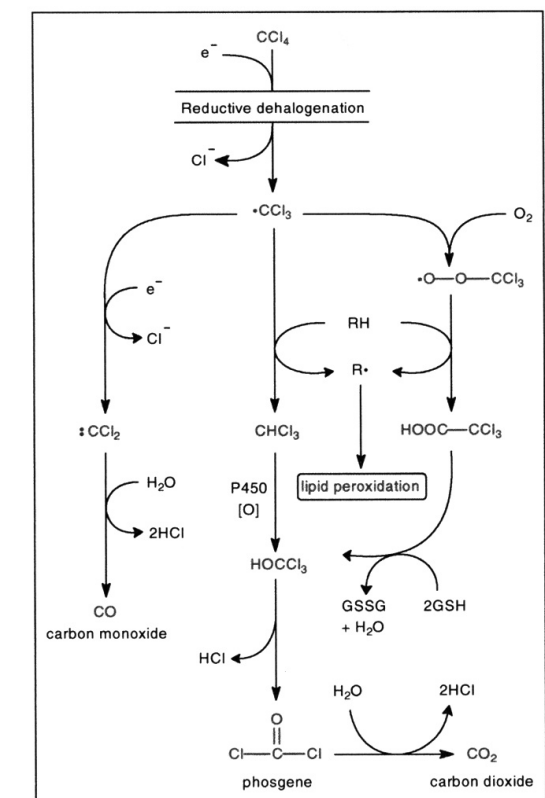 CCl₄
e⁻
Reductive dehalogenation
Cl⁻
•CCl₃
O₂
•O—O—CCl₃
e⁻
Cl⁻
RH
R•
:CCl₂
CHCl₃
HOOC—CCl₃
H₂O
2HCl
P450
[O]
lipid peroxidation
HOCCl₃
CO
carbon monoxide
GSSG
+ H₂O
2GSH
HCl
H₂O
2HCl
O
Cl—C—Cl
CO₂
phosgene
carbon dioxide